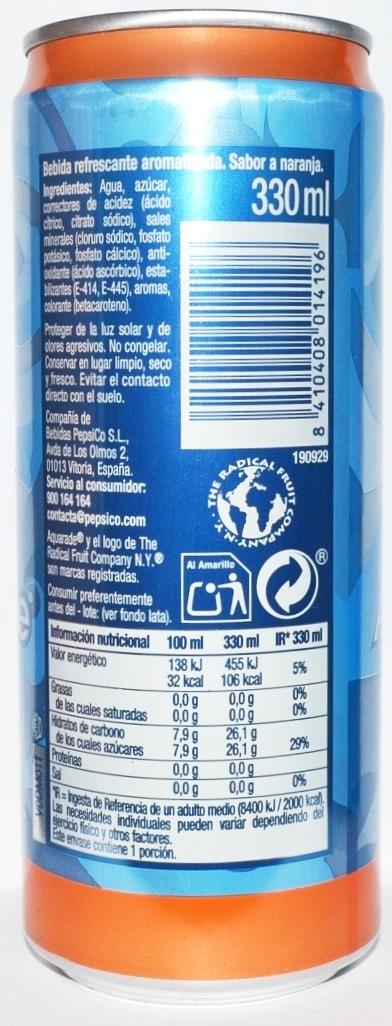 Bebida refrescante aromatizada. Sabor a naranja.
Ingredientes: Agua, azúcar,
correctores de acidez (ácido
cítrico, citrato sódico), sales
minerales (cloruro sódico, fosfato
potásico, fosfato cálcico), anti-
oxidante (ácido ascórbico), esta-
bilizantes (E-414, E-445), aromas,
colorante (betacaroteno).
330 ml
Proteger de la luz solar y de
olores agresivos. No congelar.
Conservar en lugar limpio, seco
y fresco. Evitar el contacto
directo con el suelo.
8 410408 014196
Compañía de
Bebidas PepsiCo S.L.,
Avda de Los Olmos 2,
01013 Vitoria, España.
Servicio al consumidor:
900 164 164
contacta@pepsico.com
190929
THE RADICAL FRUIT COMPANY N.Y.
Aquarade® y el logo de The
Radical Fruit Company N.Y.®
son marcas registradas.
Al Amarillo
®
Consumir preferentemente
antes del - lote: (ver fondo lata).
Información nutricional 100 ml 330 ml IR* 330 ml
Valor energético 138 kJ 455 kJ 5%
32 kcal 106 kcal
Grasas 0,0 g 0,0 g 0%
de las cuales saturadas 0,0 g 0,0 g 0%
Hidratos de carbono 7,9 g 26,1 g
de los cuales azúcares 7,9 g 26,1 g 29%
Proteínas 0,0 g 0,0 g
Sal 0,0 g 0,0 g 0%
*IR = Ingesta de Referencia de un adulto medio (8400 kJ / 2000 kcal).
Las necesidades individuales pueden variar dependiendo del
ejercicio físico y otros factores.
Este envase contiene 1 porción.